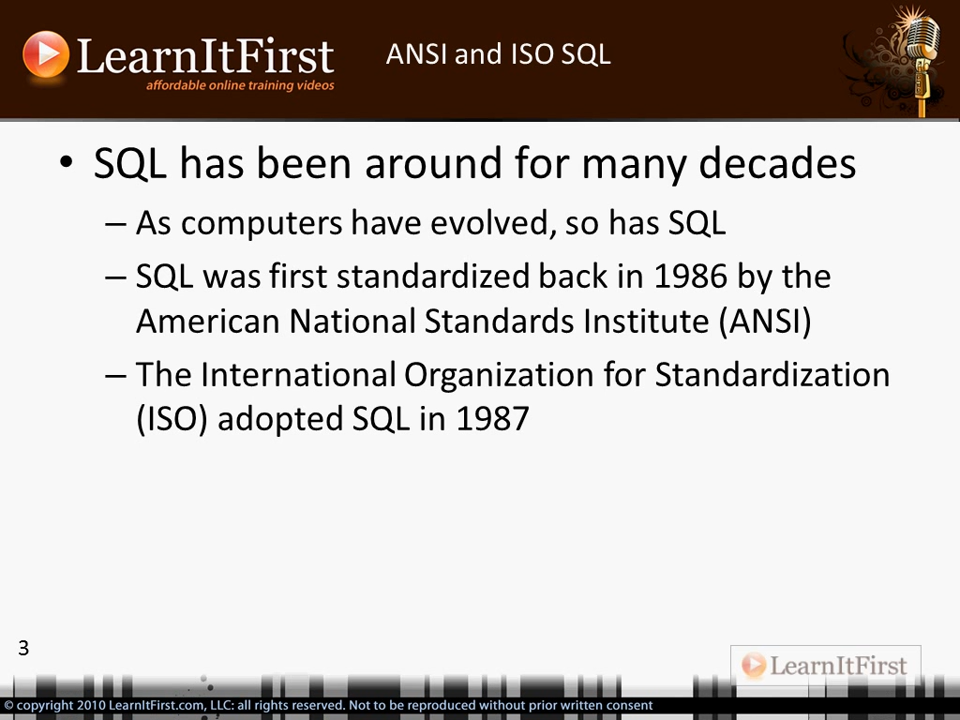 LearnItFirst
affordable online training videos
ANSI and ISO SQL
• SQL has been around for many decades
– As computers have evolved, so has SQL
– SQL was first standardized back in 1986 by the
American National Standards Institute (ANSI)
– The International Organization for Standardization
(ISO) adopted SQL in 1987
3
LearnItFirst
© copyright 2010 LearnItFirst.com, LLC: all rights reserved. Not to be reproduced without prior written consent